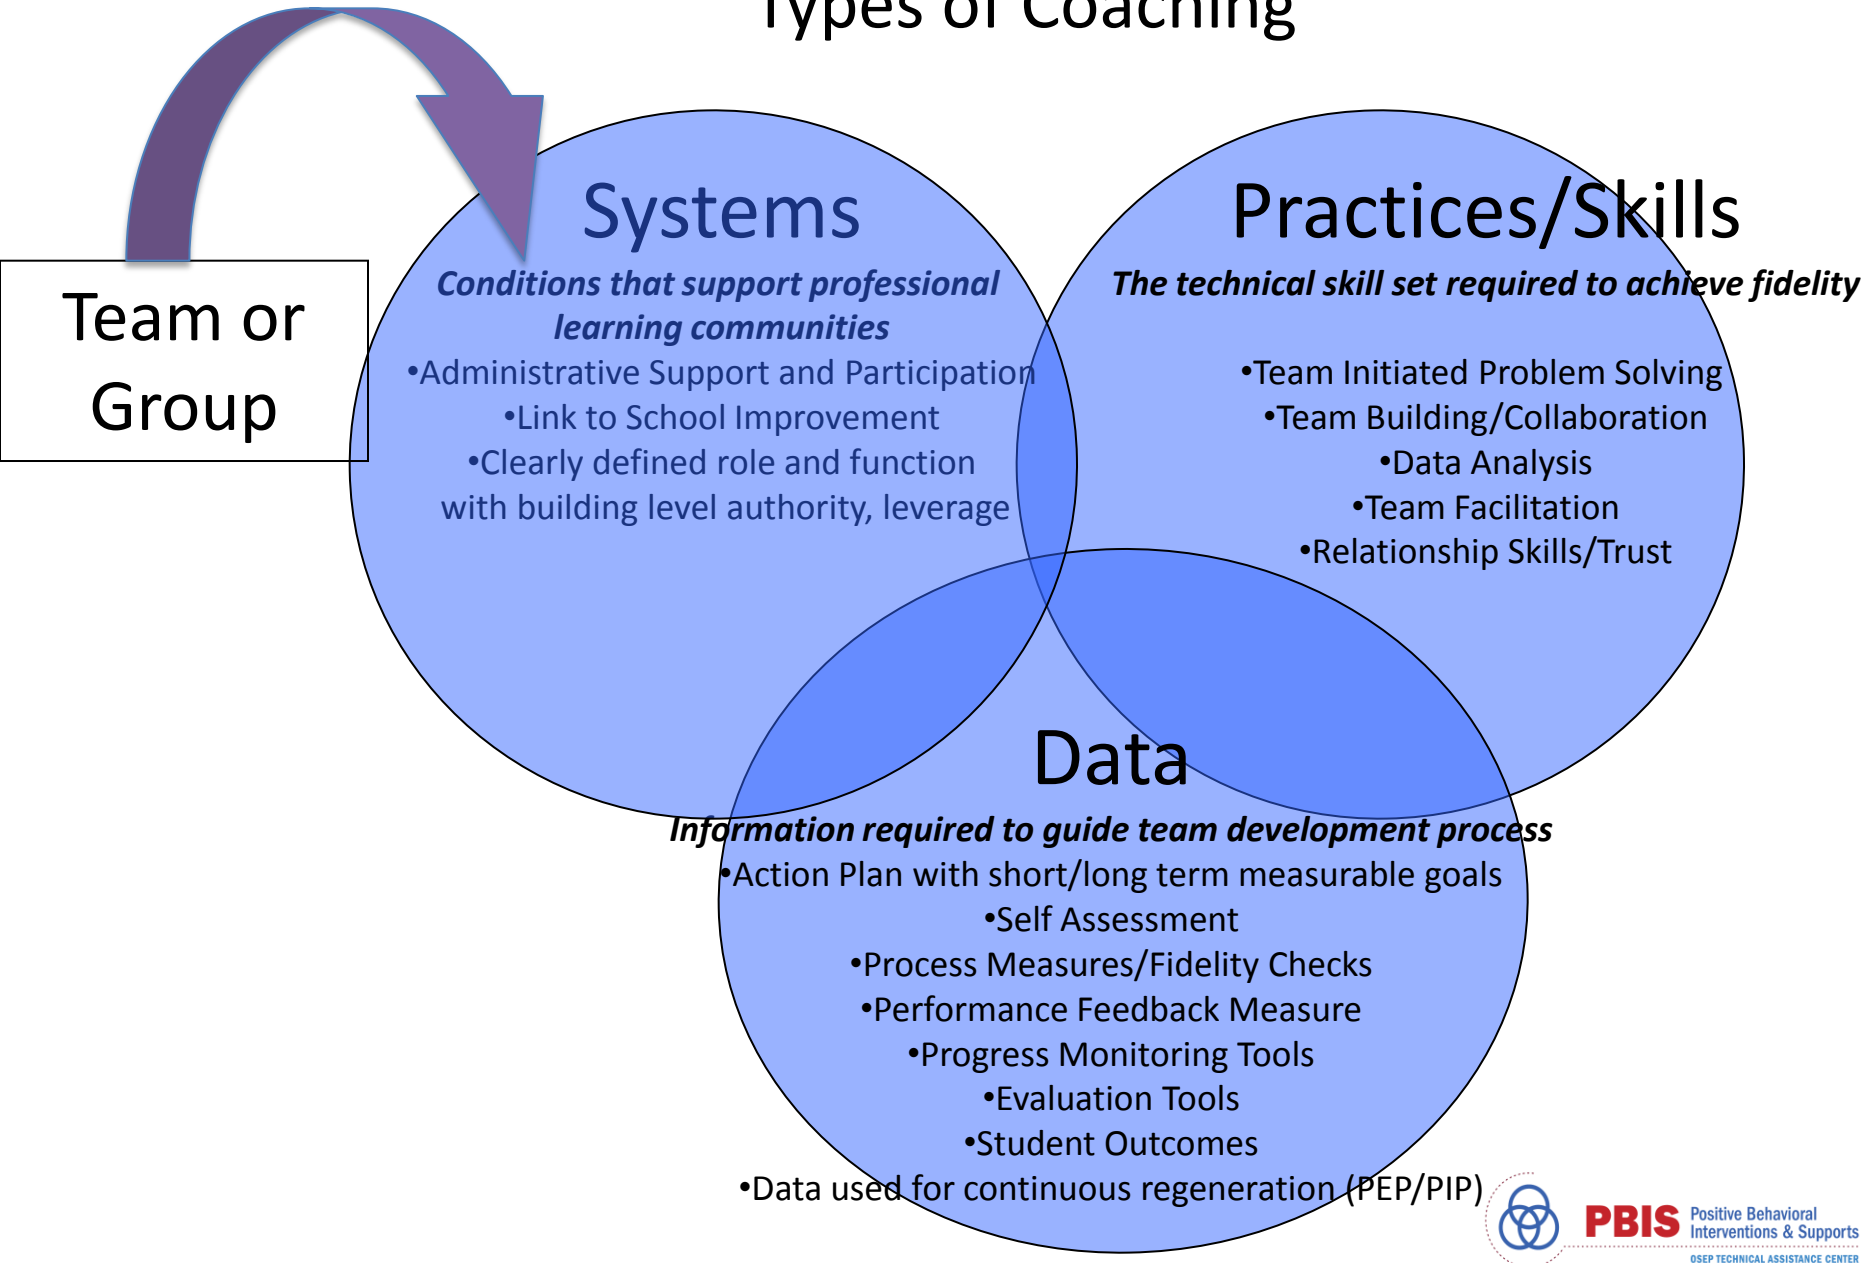 Types of Coaching
Team or
Group
Systems
Conditions that support professional
learning communities
•Administrative Support and Participation
•Link to School Improvement
•Clearly defined role and function
with building level authority, leverage
Practices/Skills
The technical skill set required to achieve fidelity
•Team Initiated Problem Solving
•Team Building/Collaboration
•Data Analysis
•Team Facilitation
•Relationship Skills/Trust
Data
Information required to guide team development process
•Action Plan with short/long term measurable goals
•Self Assessment
•Process Measures/Fidelity Checks
•Performance Feedback Measure
•Progress Monitoring Tools
•Evaluation Tools
•Student Outcomes
•Data used for continuous regeneration (PEP/PIP)
PBIS
Positive Behavioral
Interventions & Supports
OSEP TECHNICAL ASSISTANCE CENTER